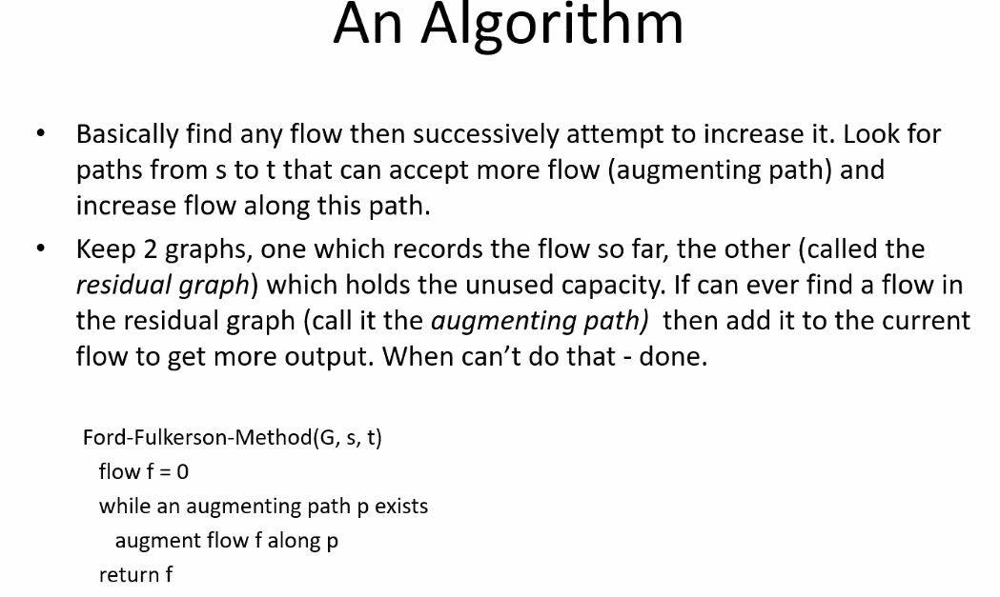 An Algorithm
• Basically find any flow then successively attempt to increase it. Look for
paths from s to t that can accept more flow (augmenting path) and
increase flow along this path.
• Keep 2 graphs, one which records the flow so far, the other (called the
residual graph) which holds the unused capacity. If can ever find a flow in
the residual graph (call it the augmenting path) then add it to the current
flow to get more output. When can’t do that - done.
Ford-Fulkerson-Method(G, s, t)
flow f = 0
while an augmenting path p exists
augment flow f along p
return f